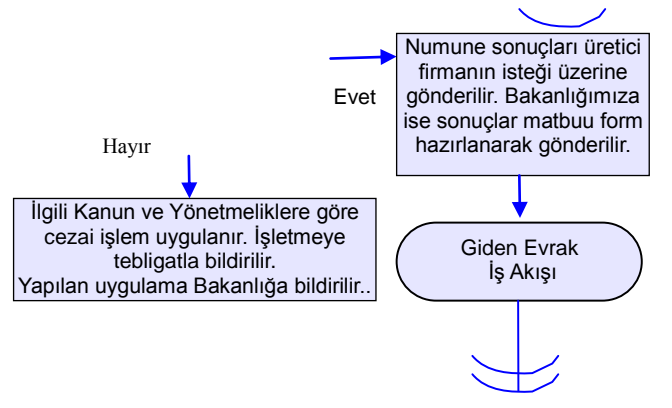 Numune sonuçları üretici
firmanın isteği üzerine
gönderilir. Bakanlığımıza
ise sonuçlar matbuu form
hazırlanarak gönderilir.
Evet
Hayır
İlgili Kanun ve Yönetmeliklere göre
cezai işlem uygulanır. İşletmeye
tebligatla bildirilir.
Yapılan uygulama Bakanlığa bildirilir..
Giden Evrak
İş Akışı